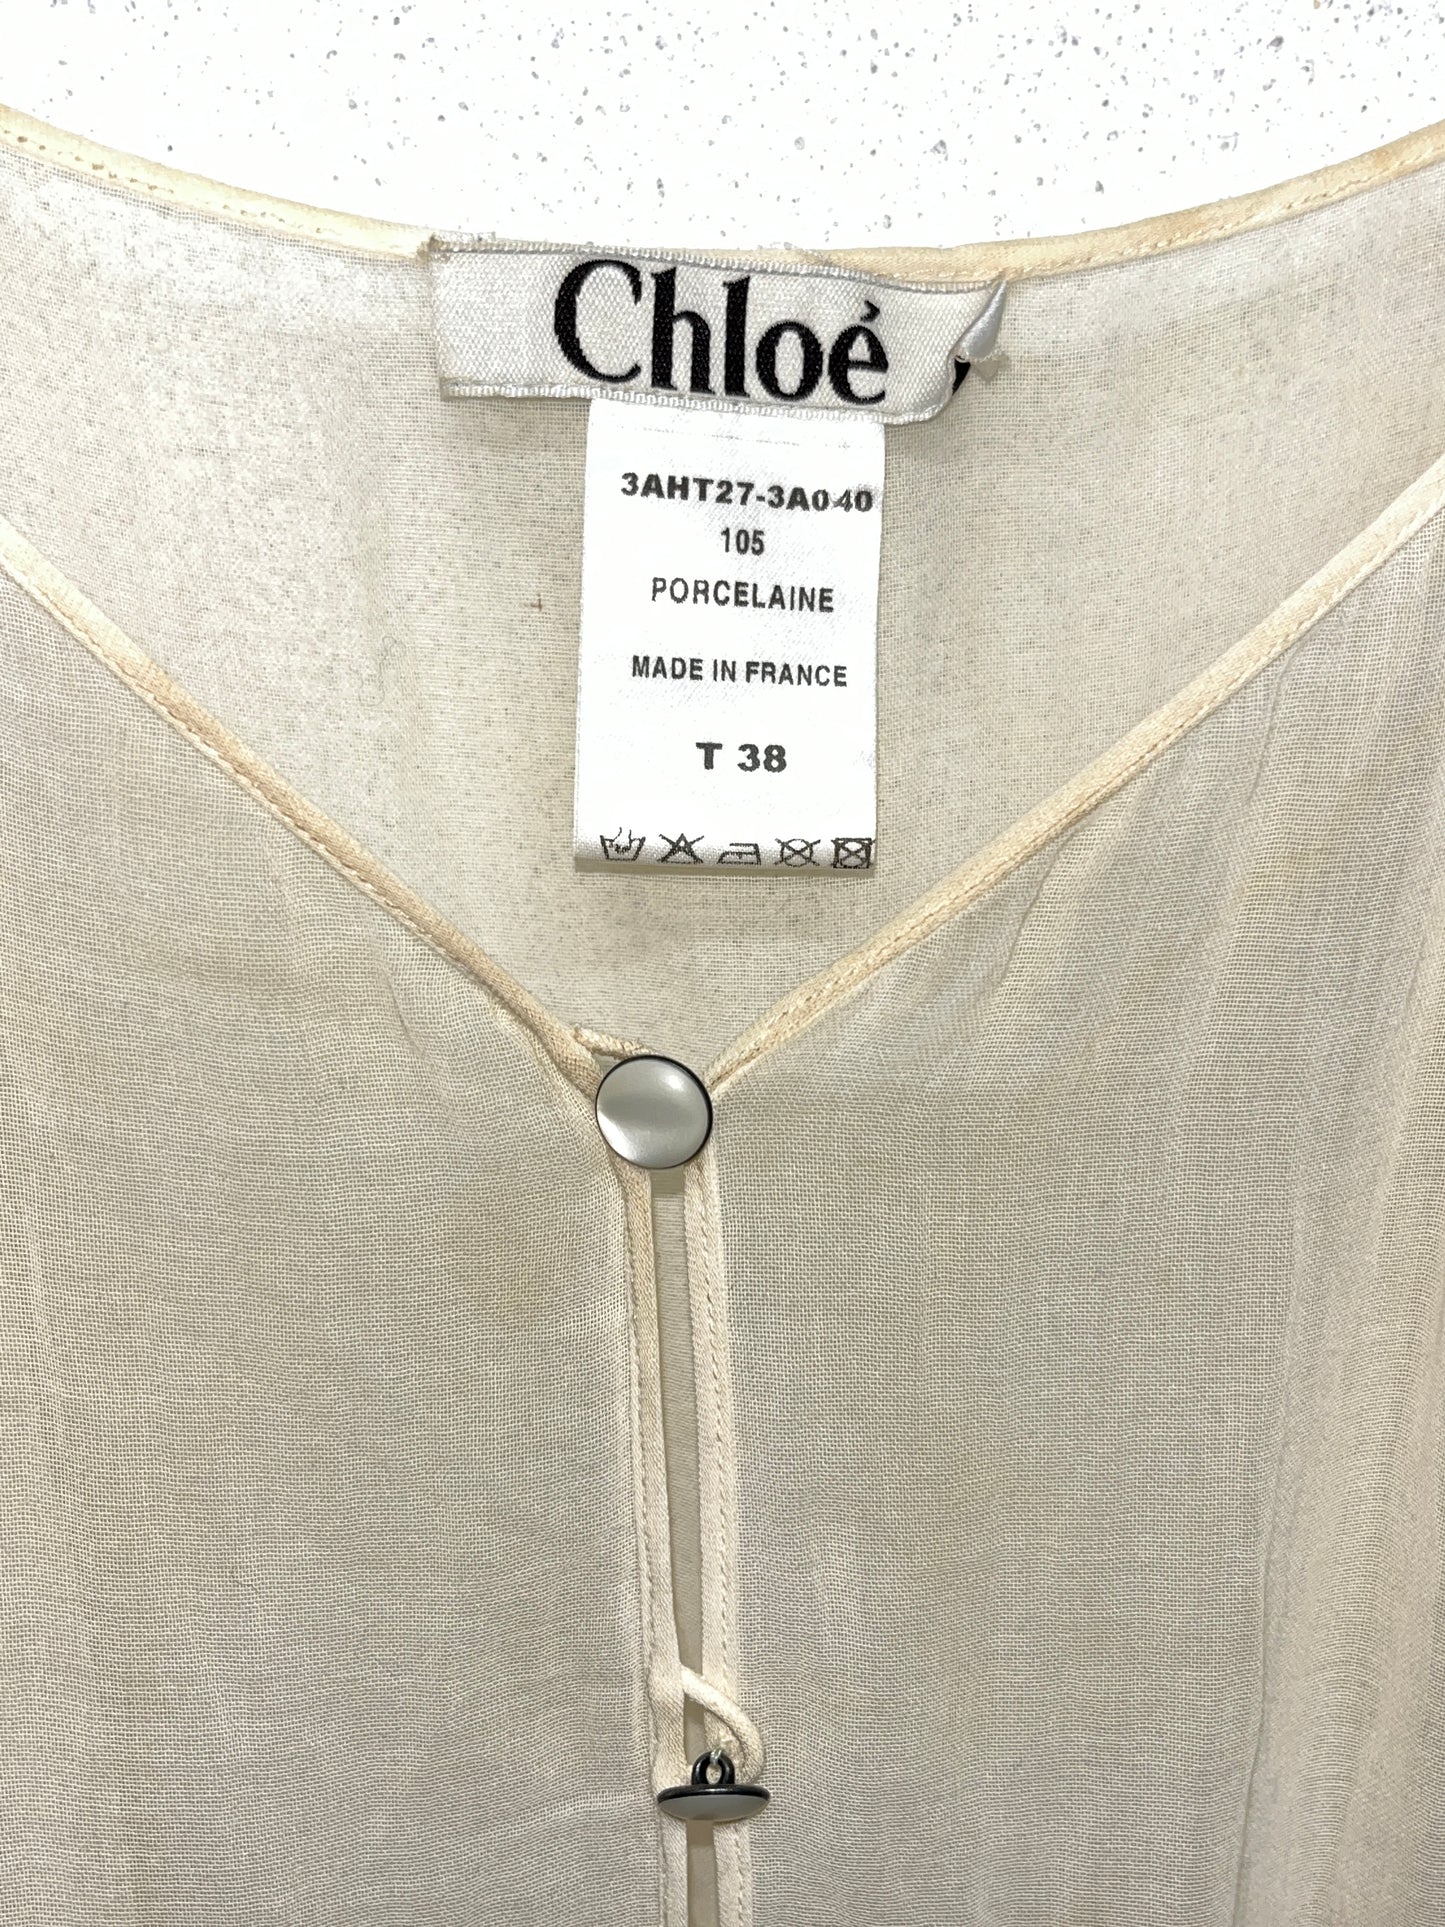 Chloé
3AHT27-3A040
105
PORCELAINE
MADE IN FRANCE
T 38